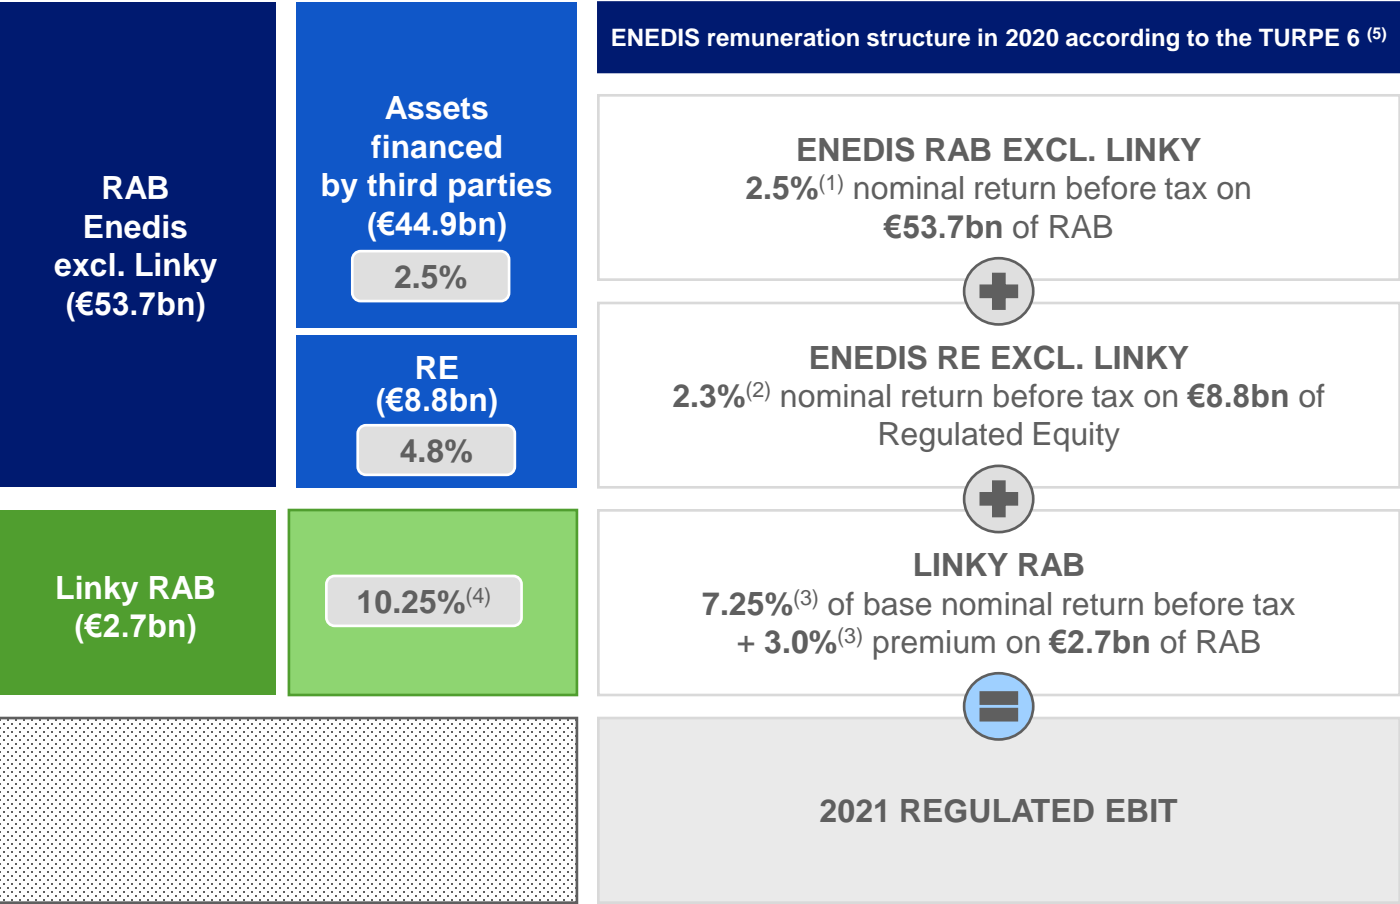 RAB
Enedis
excl. Linky
(€53.7bn)
Assets
financed
by third parties
(€44.9bn)
2.5%
RE
(€8.8bn)
4.8%
Linky RAB
(€2.7bn)
10.25%(4)
ENEDIS remuneration structure in 2020 according to the TURPE 6 (5)
ENEDIS RAB EXCL. LINKY
2.5%(1) nominal return before tax on
€53.7bn of RAB
ENEDIS RE EXCL. LINKY
2.3%(2) nominal return before tax on €8.8bn of
Regulated Equity
LINKY RAB
7.25%(3) of base nominal return before tax
+ 3.0%(3) premium on €2.7bn of RAB
2021 REGULATED EBIT